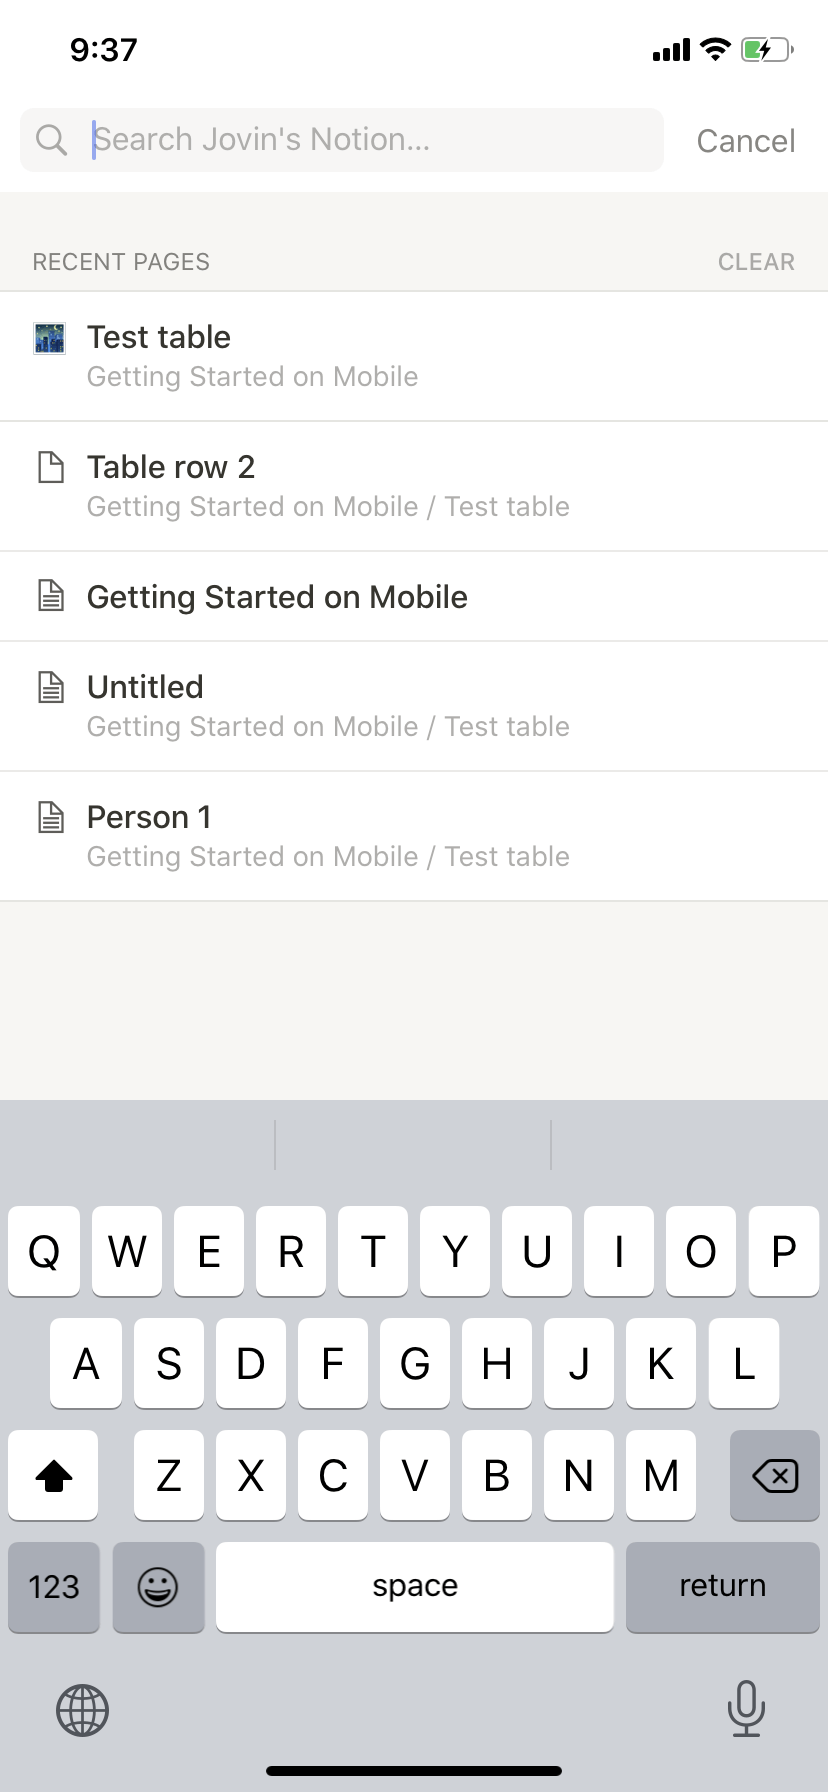 9:37
Search Jovin's Notion...
Cancel
RECENT PAGES
CLEAR
Test table
Getting Started on Mobile
Table row 2
Getting Started on Mobile / Test table
Getting Started on Mobile
Untitled
Getting Started on Mobile / Test table
Person 1
Getting Started on Mobile / Test table
Q W E R T Y U I O P
A S D F G H J K L
Z X C V B N M
123 space return